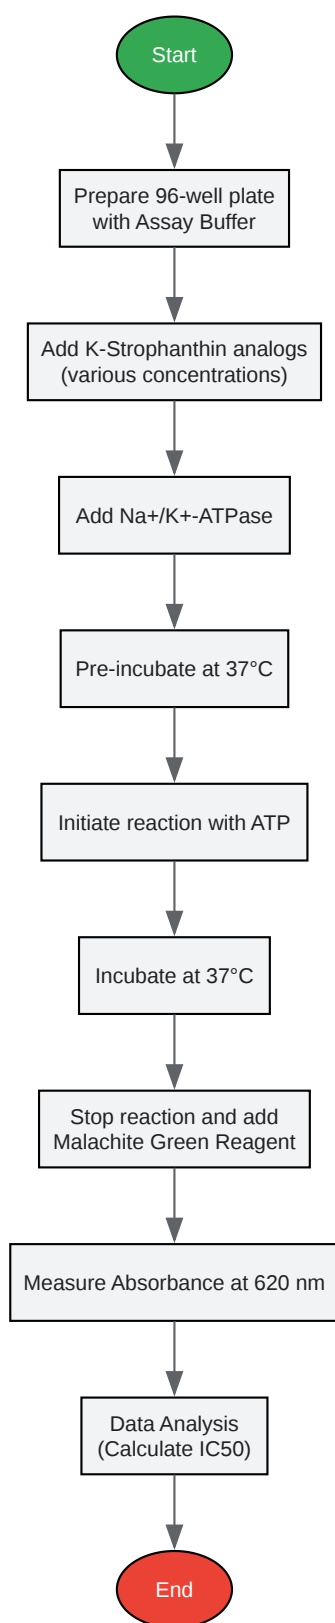 Start
Prepare 96-well plate
with Assay Buffer
Add K-Strophanthin analogs
(various concentrations)
Add Na+/K+-ATPase
Pre-incubate at 37°C
Initiate reaction with ATP
Incubate at 37°C
Stop reaction and add
Malachite Green Reagent
Measure Absorbance at 620 nm
Data Analysis
(Calculate IC50)
End